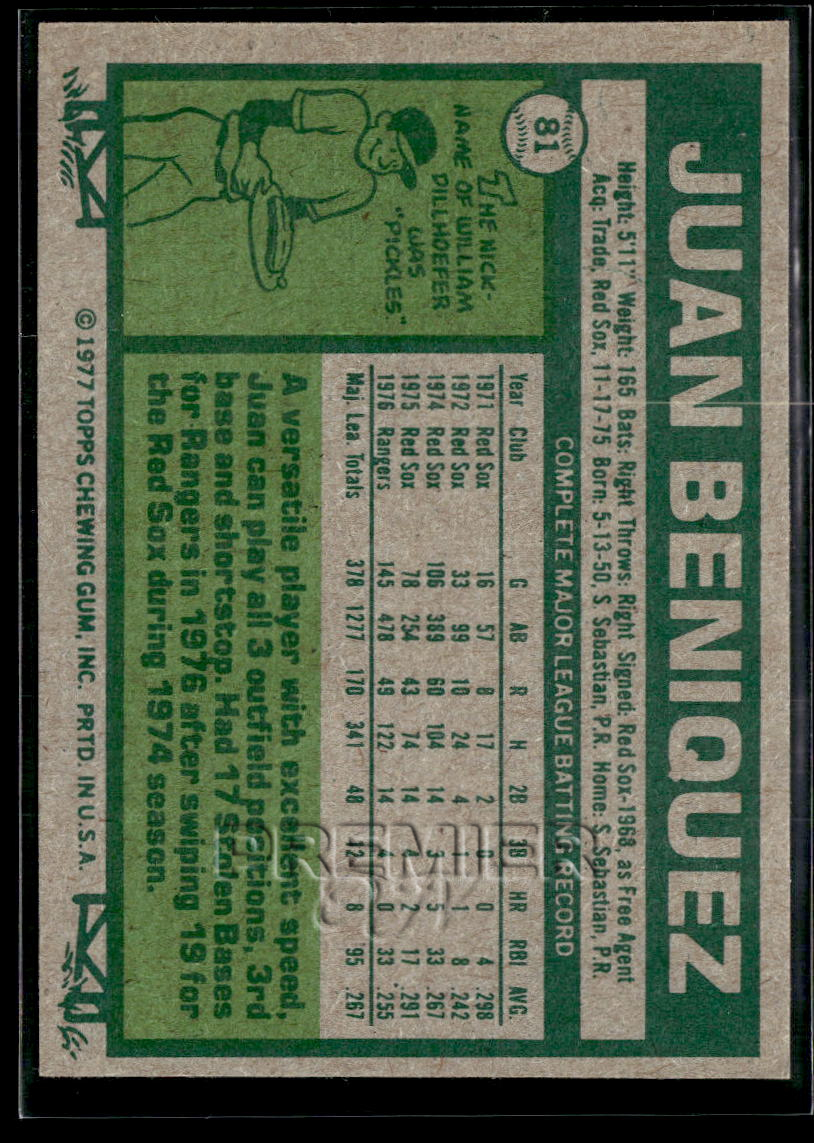 81
JUAN BENIQUEZ
Height: 5'11" Weight: 165 Bats: Right Throws: Right Signed: Red Sox-1968, as Free Agent
Acq: Trade, Red Sox, 11-17-75 Born: 5-13-50, S. Sebastian, P.R. Home: S. Sebastian, P.R.
COMPLETE MAJOR LEAGUE BATTING RECORD
Year Club G AB R H 2B 3B HR RBI AVG.
1971 Red Sox 16 57 8 17 2 0 0 4 .298
1972 Red Sox 33 99 10 24 4 1 1 8 .242
1974 Red Sox 106 389 60 104 14 3 5 33 .267
1975 Red Sox 78 254 43 74 14 4 2 17 .291
1976 Rangers 145 478 49 122 14 4 0 33 .255
Maj. Lea. Totals 378 1277 170 341 48 12 8 95 .267
THE NICK-
NAME OF WILLIAM
DILLHOEFER
WAS
"PICKLES"
A versatile player with excellent speed,
Juan can play all 3 outfield positions, 3rd
base and shortstop. Had 17 Stolen Bases
for Rangers in 1976 after swiping 19 for
the Red Sox during 1974 season.
© 1977 TOPPS CHEWING GUM, INC. PRTD. IN U.S.A.
PREMIER